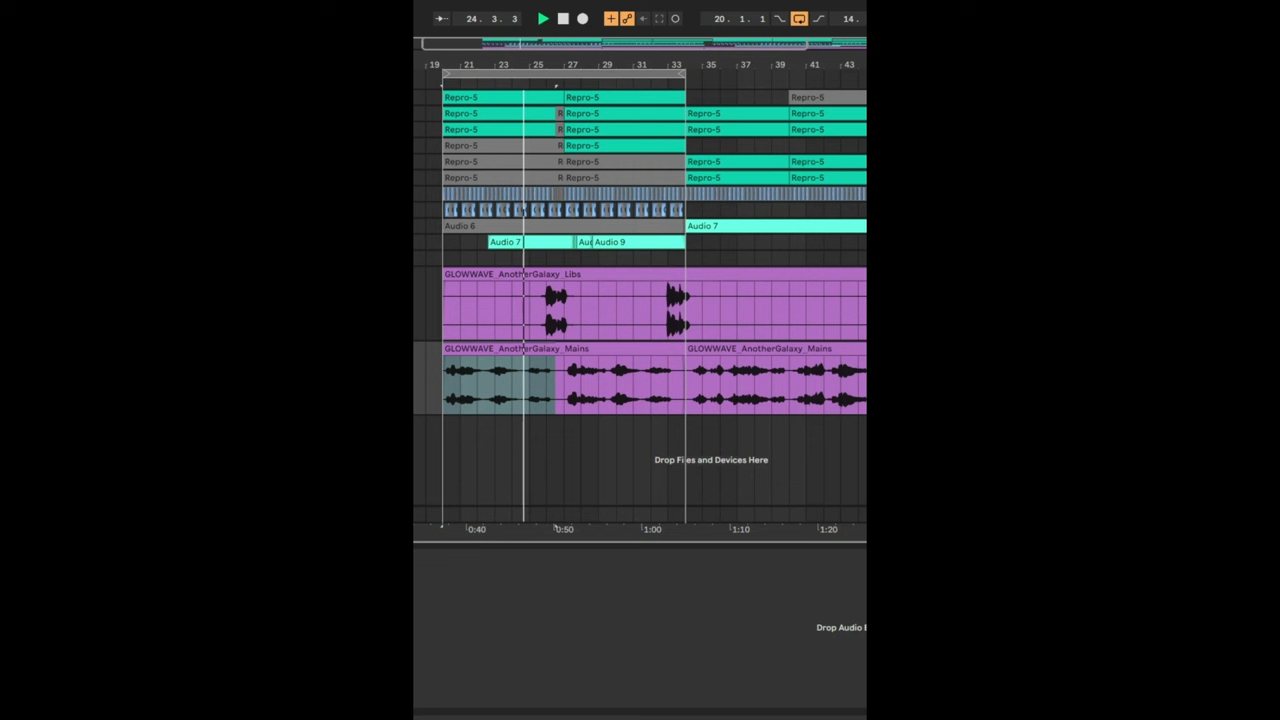 24. 3. 3 20. 1. 1 14.
19 21 23 25 27 29 31 33 35 37 39 41 43
Repro-5 Repro-5 Repro-5
Repro-5 R Repro-5 Repro-5 Repro-5
Repro-5 R Repro-5 Repro-5 Repro-5
Repro-5 R Repro-5
Repro-5 R Repro-5 Repro-5 Repro-5
Repro-5 R Repro-5 Repro-5 Repro-5
Audio 6 Audio 7
Audio 7 Auc Audio 9
GLOWWAVE_AnotherGalaxy_Libs
GLOWWAVE_AnotherGalaxy_Mains GLOWWAVE_AnotherGalaxy_Mains
Drop Files and Devices Here
0:40 0:50 1:00 1:10 1:20
Drop Audio